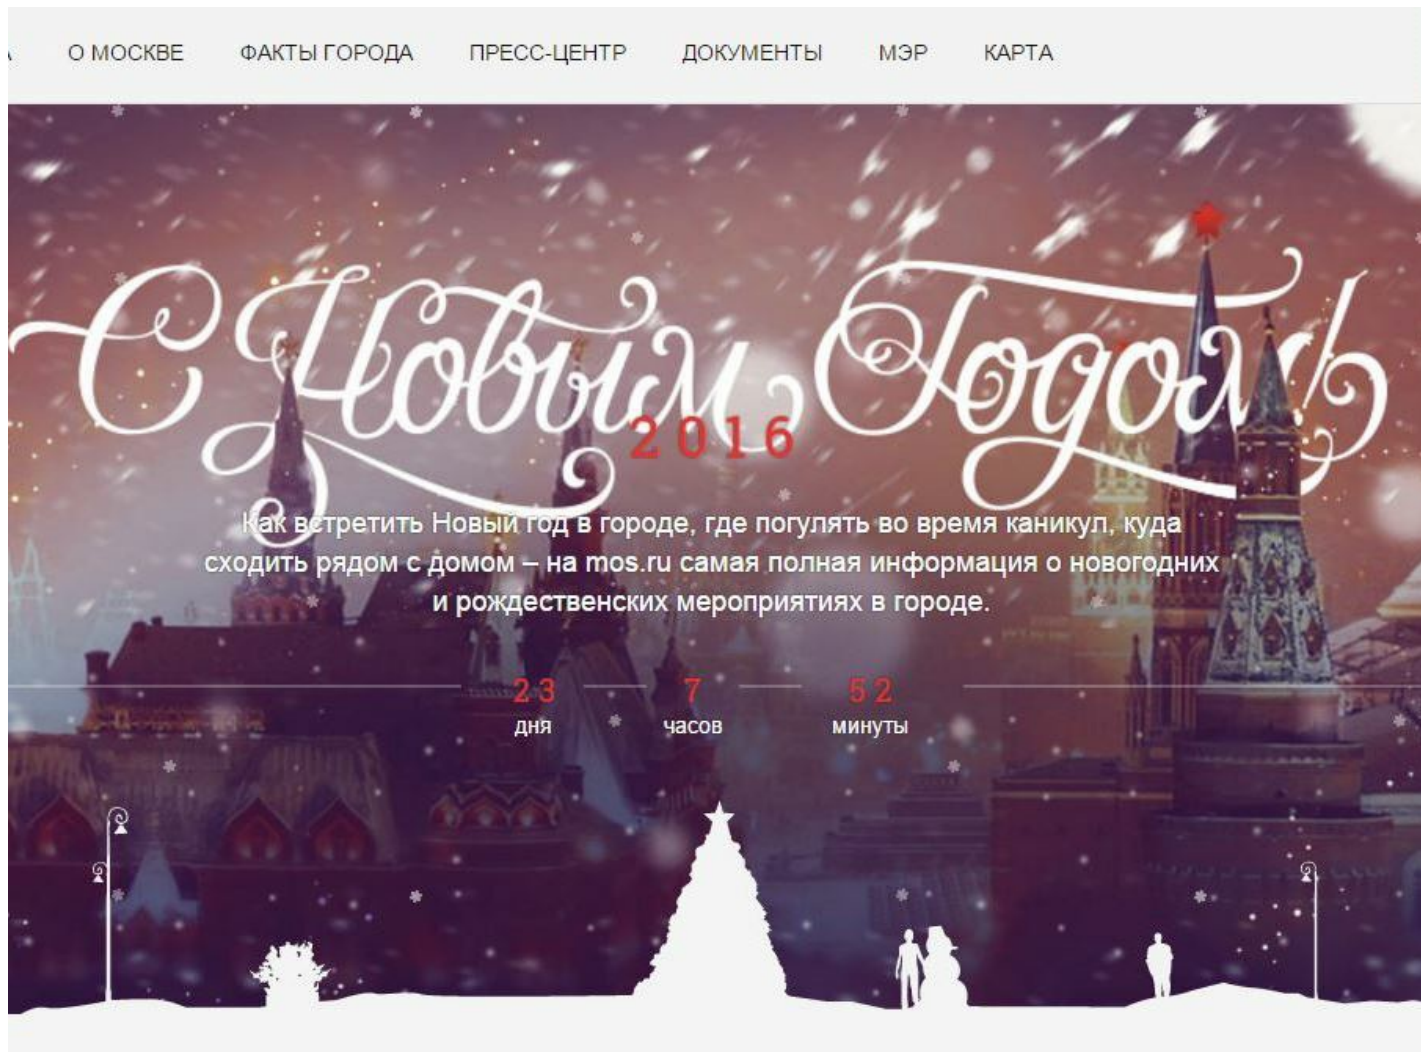 О МОСКВЕ ФАКТЫ ГОРОДА ПРЕСС-ЦЕНТР ДОКУМЕНТЫ МЭР КАРТА
С Новым Годом!
2016
Как встретить Новый год в городе, где погулять во время каникул, куда
сходить рядом с домом – на mos.ru самая полная информация о новогодних
и рождественских мероприятиях в городе.
23 7 52
дня часов минуты